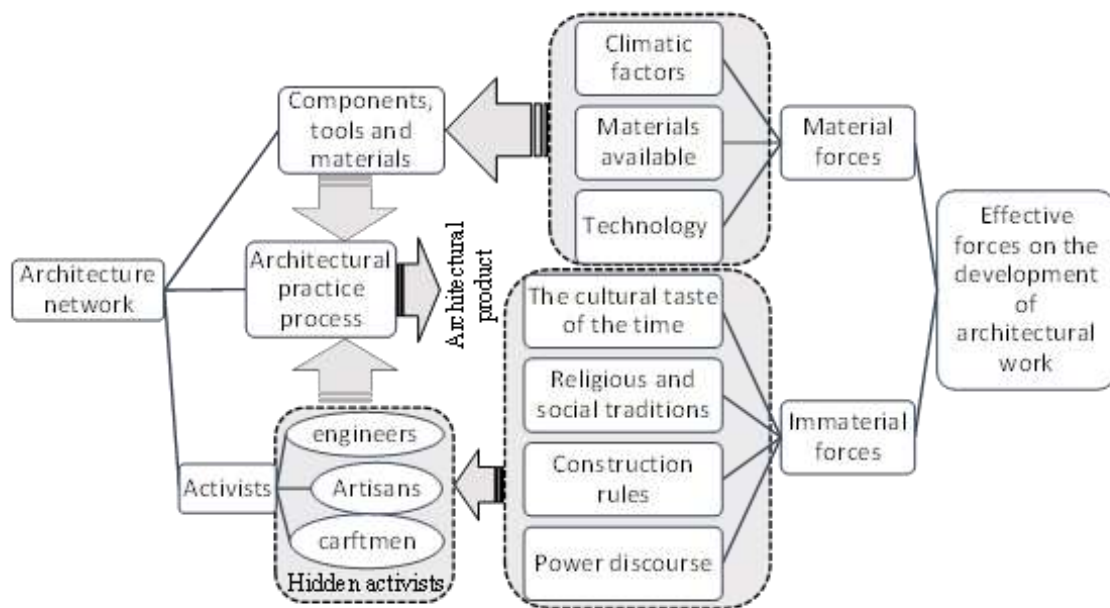 Climatic
factors
Materials
available
Technology
Material
forces
Components,
tools and
materials
Architecture
network
Architectural
practice
process
Architectural
product
Effective
forces on the
development
of
architectural
work
The cultural taste
of the time
Religious and
social traditions
Construction
rules
Power discourse
Immaterial
forces
Activists
engineers
Artisans
carftmen
Hidden activists